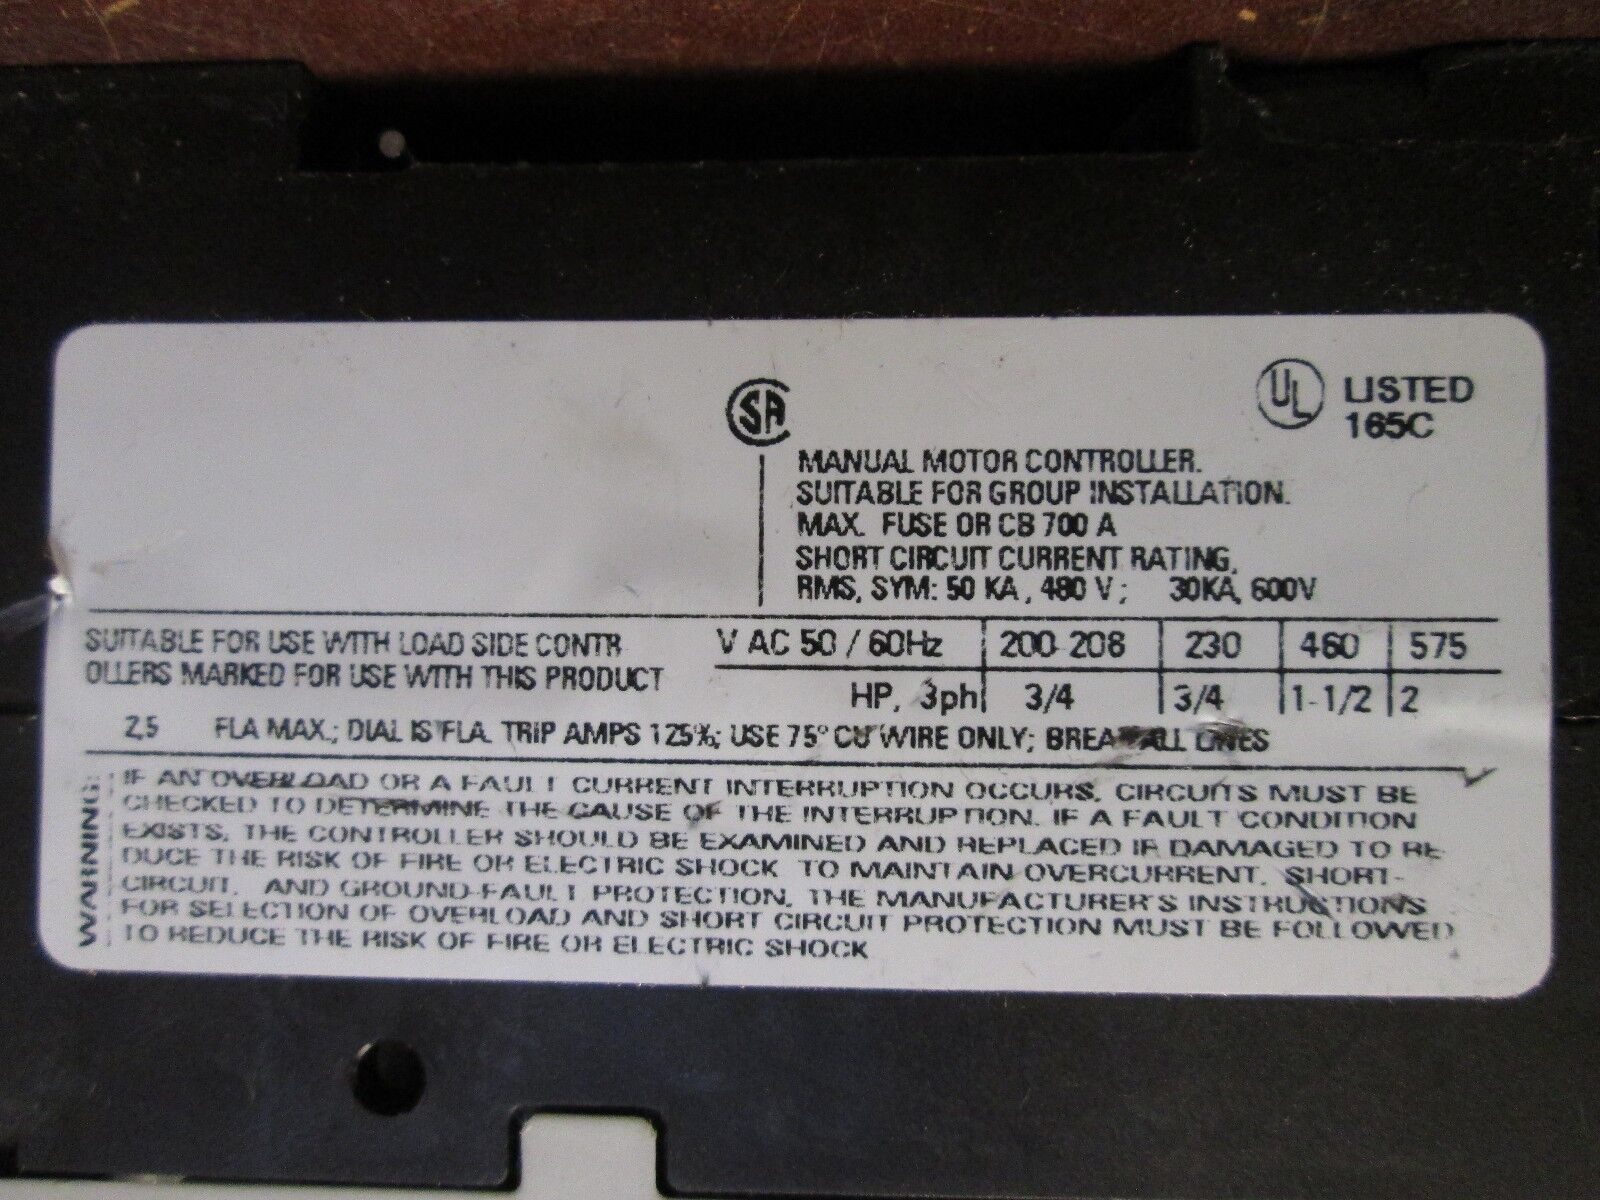 SA
UL LISTED
165C
MANUAL MOTOR CONTROLLER.
SUITABLE FOR GROUP INSTALLATION.
MAX. FUSE OR CB 700 A
SHORT CIRCUIT CURRENT RATING,
RMS, SYM: 50 KA, 480 V; 30KA, 600V
SUITABLE FOR USE WITH LOAD SIDE CONTR
OLLERS MARKED FOR USE WITH THIS PRODUCT
V AC 50 / 60Hz 200-208 230 460 575
HP, 3ph 3/4 3/4 1-1/2 2
2,5 FLA MAX.; DIAL IS FLA. TRIP AMPS 125%; USE 75° CU WIRE ONLY; BREAK ALL LINES
WARNING:
IF AN OVERLOAD OR A FAULT CURRENT INTERRUPTION OCCURS, CIRCUITS MUST BE
CHECKED TO DETERMINE THE CAUSE OF THE INTERRUPTION. IF A FAULT CONDITION
EXISTS, THE CONTROLLER SHOULD BE EXAMINED AND REPLACED IF DAMAGED TO RE-
DUCE THE RISK OF FIRE OR ELECTRIC SHOCK. TO MAINTAIN OVERCURRENT, SHORT-
CIRCUIT, AND GROUND-FAULT PROTECTION, THE MANUFACTURER'S INSTRUCTIONS
FOR SELECTION OF OVERLOAD AND SHORT CIRCUIT PROTECTION MUST BE FOLLOWED
TO REDUCE THE RISK OF FIRE OR ELECTRIC SHOCK